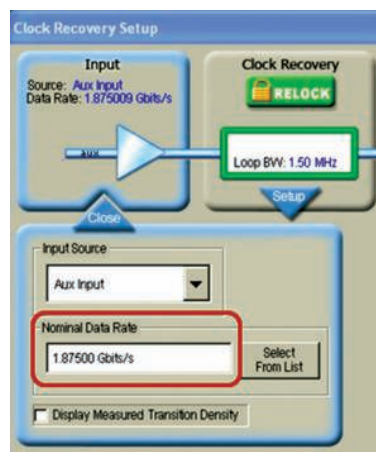 Clock Recovery Setup
Input
Source: Aux Input
Data Rate: 1.875009 Gbits/s
aux
Close
Clock Recovery
RELOCK
Loop BW: 1.50 MHz
Setup
Input Source
Aux Input
Nominal Data Rate
1.87500 Gbits/s
Select
From List
Display Measured Transition Density